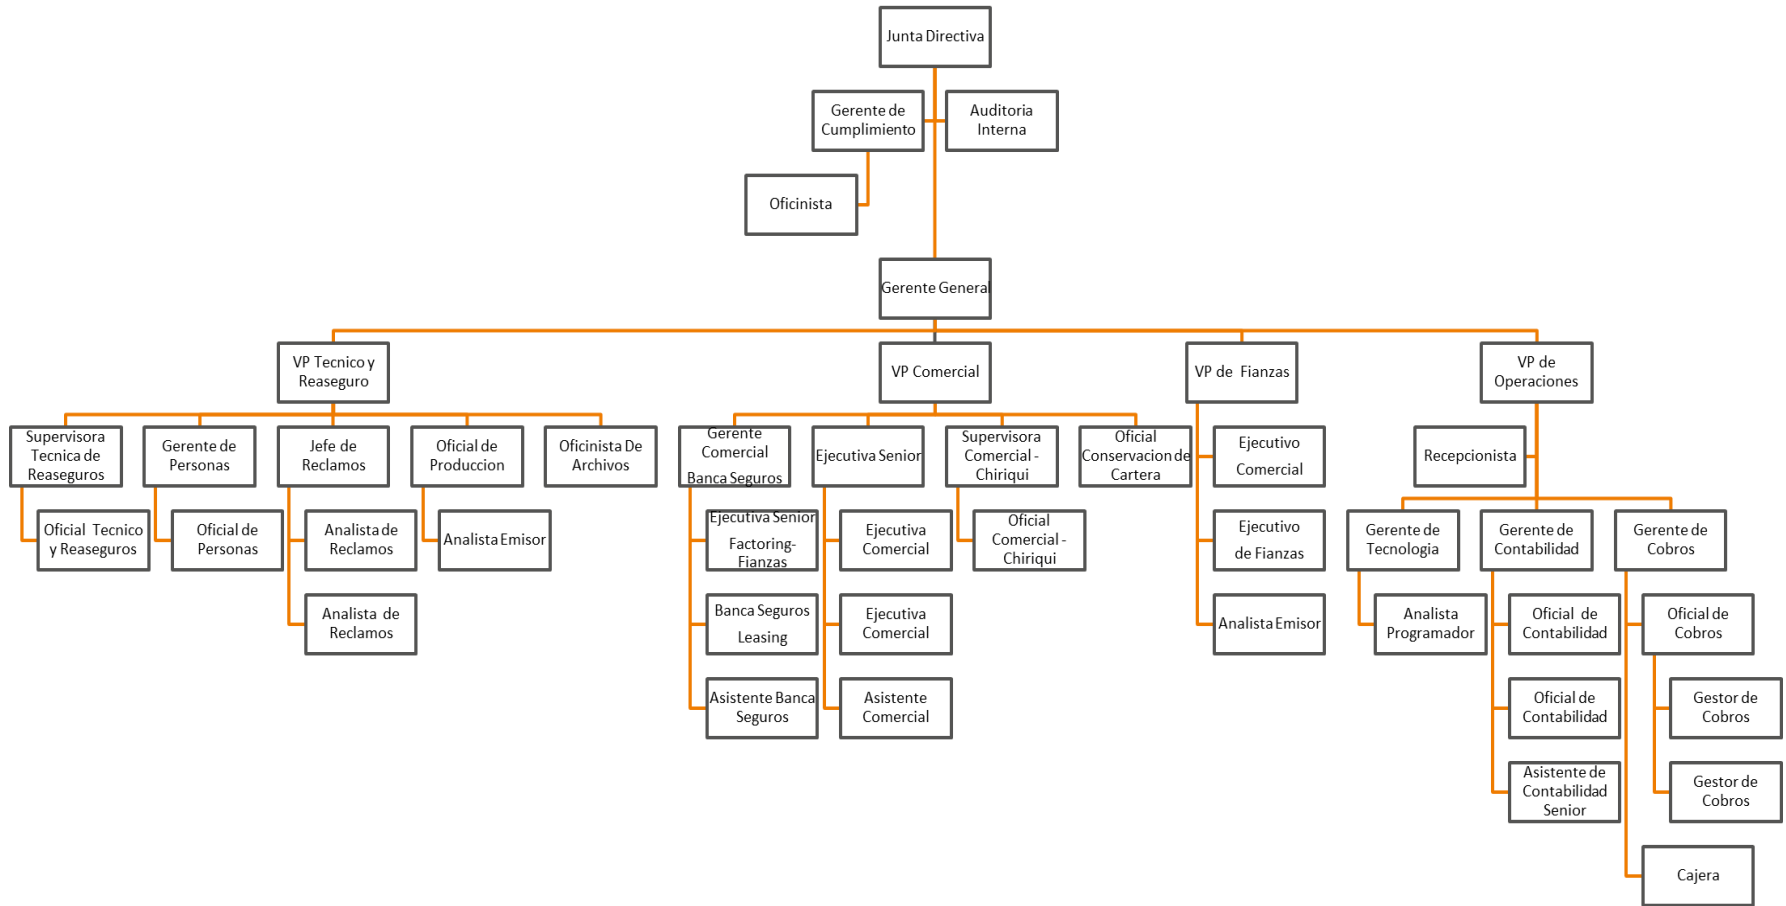 Junta Directiva
Gerente de
Cumplimiento
Auditoria
Interna
Oficinista
Gerente General
VP Tecnico y
Reaseguro
VP Comercial
VP de Fianzas
VP de
Operaciones
Supervisora
Tecnica de
Reaseguros
Gerente de
Personas
Jefe de
Reclamos
Oficial de
Produccion
Oficinista De
Archivos
Gerente
Comercial
Banca Seguros
Ejecutiva Senior
Supervisora
Comercial -
Chiriqui
Oficial
Conservacion de
Cartera
Ejecutivo
Comercial
Recepcionista
Oficial Tecnico
y Reaseguros
Oficial de
Personas
Analista de
Reclamos
Analista Emisor
Ejecutiva Senior
Factoring-
Fianzas
Ejecutiva
Comercial
Oficial
Comercial -
Chiriqui
Ejecutivo
de Fianzas
Gerente de
Tecnologia
Gerente de
Contabilidad
Gerente de
Cobros
Analista de
Reclamos
Banca Seguros
Leasing
Ejecutiva
Comercial
Analista Emisor
Analista
Programador
Oficial de
Contabilidad
Oficial de
Cobros
Asistente Banca
Seguros
Asistente
Comercial
Oficial de
Contabilidad
Gestor de
Cobros
Asistente de
Contabilidad
Senior
Gestor de
Cobros
Cajera